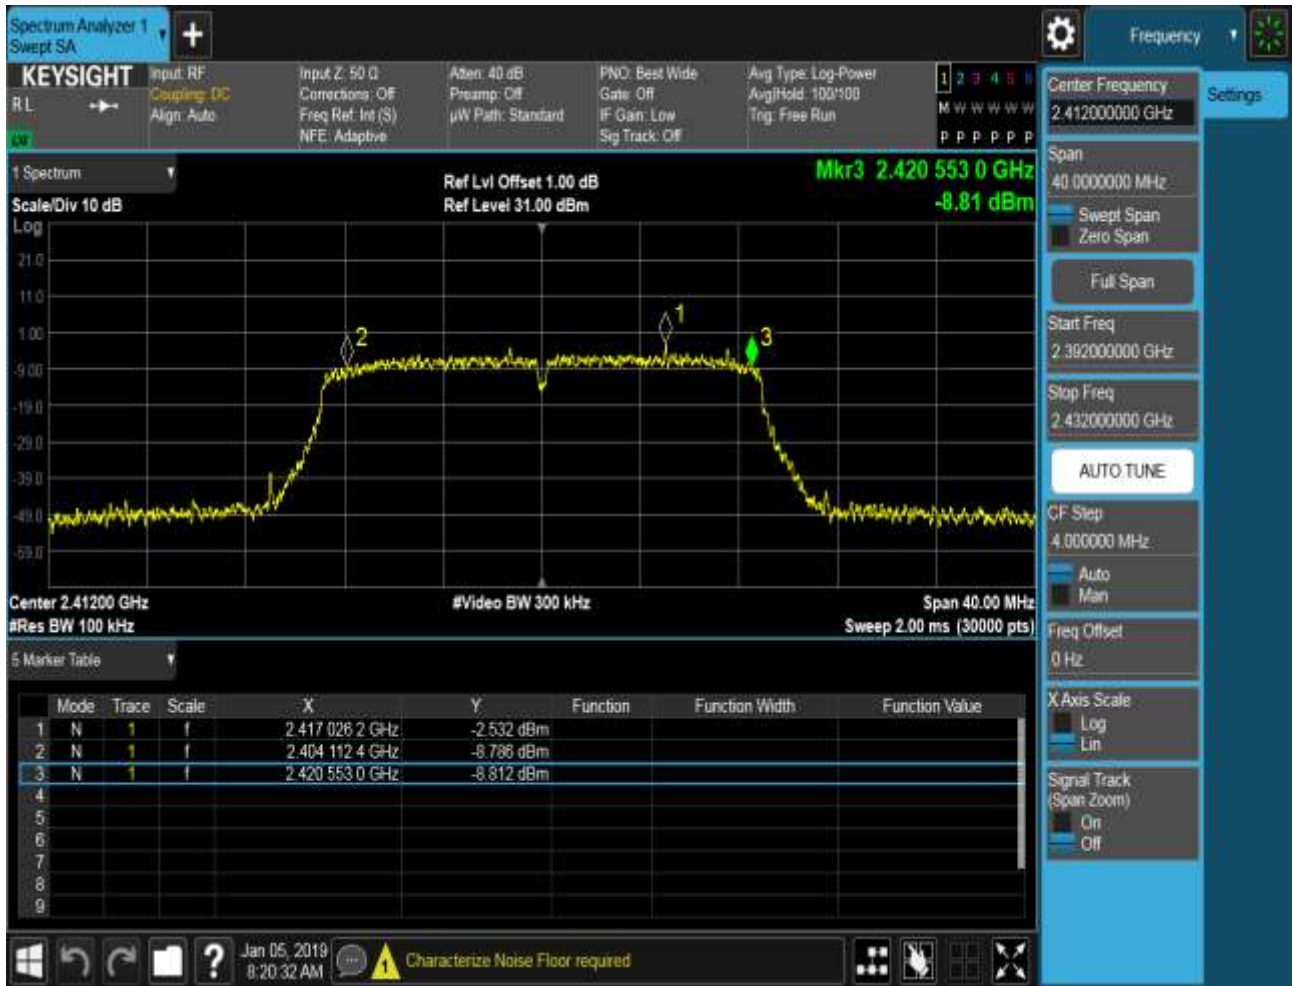 Spectrum Analyzer 1
Swept SA
+
Frequency
KEYSIGHT
RL
Input: RF
Coupling: DC
Align: Auto
Input Z: 50 Ω
Corrections: Off
Freq Ref: Int (S)
NFE: Adaptive
Atten: 40 dB
Preamp: Off
µW Path: Standard
PNO: Best Wide
Gate: Off
IF Gain: Low
Sig Track: Off
Avg Type: Log-Power
Avg|Hold: 100/100
Trig: Free Run
1 2 3 4 5 6
M W W W W W
P P P P P P
1 Spectrum
Scale/Div 10 dB
Ref Lvl Offset 1.00 dB
Ref Level 31.00 dBm
Mkr3 2.420 553 0 GHz
-8.81 dBm
Log
21.0
11.0
1.00
-9.00
-19.0
-29.0
-39.0
-49.0
-59.0
2
1
3
Center 2.41200 GHz
#Res BW 100 kHz
#Video BW 300 kHz
Span 40.00 MHz
Sweep 2.00 ms (30000 pts)
5 Marker Table
Mode Trace Scale X Y Function Function Width Function Value
1 N 1 f 2.417 026 2 GHz -2.532 dBm
2 N 1 f 2.404 112 4 GHz -8.786 dBm
3 N 1 f 2.420 553 0 GHz -8.812 dBm
4
5
6
7
8
9
?
Jan 05, 2019
8:20:32 AM
1
Characterize Noise Floor required
Center Frequency
2.412000000 GHz
Settings
Span
40.0000000 MHz
Swept Span
Zero Span
Full Span
Start Freq
2.392000000 GHz
Stop Freq
2.432000000 GHz
AUTO TUNE
CF Step
4.000000 MHz
Auto
Man
Freq Offset
0 Hz
X Axis Scale
Log
Lin
Signal Track
(Span Zoom)
On
Off